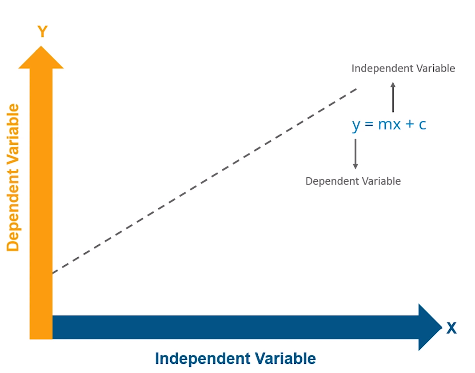 Y
Independent Variable
y = mx + c
Dependent Variable
Dependent Variable
X
Independent Variable